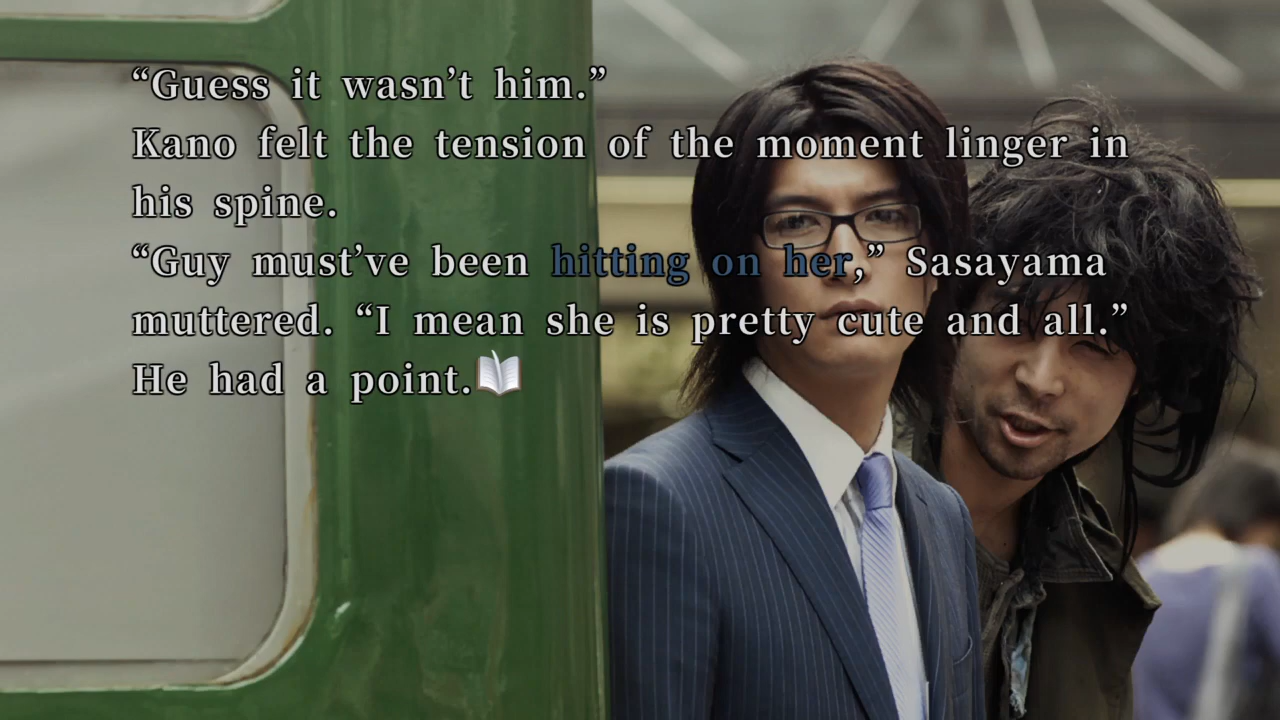 “Guess it wasn’t him.”
Kano felt the tension of the moment linger in
his spine.
“Guy must’ve been hitting on her,” Sasayama
muttered. “I mean she is pretty cute and all.”
He had a point.